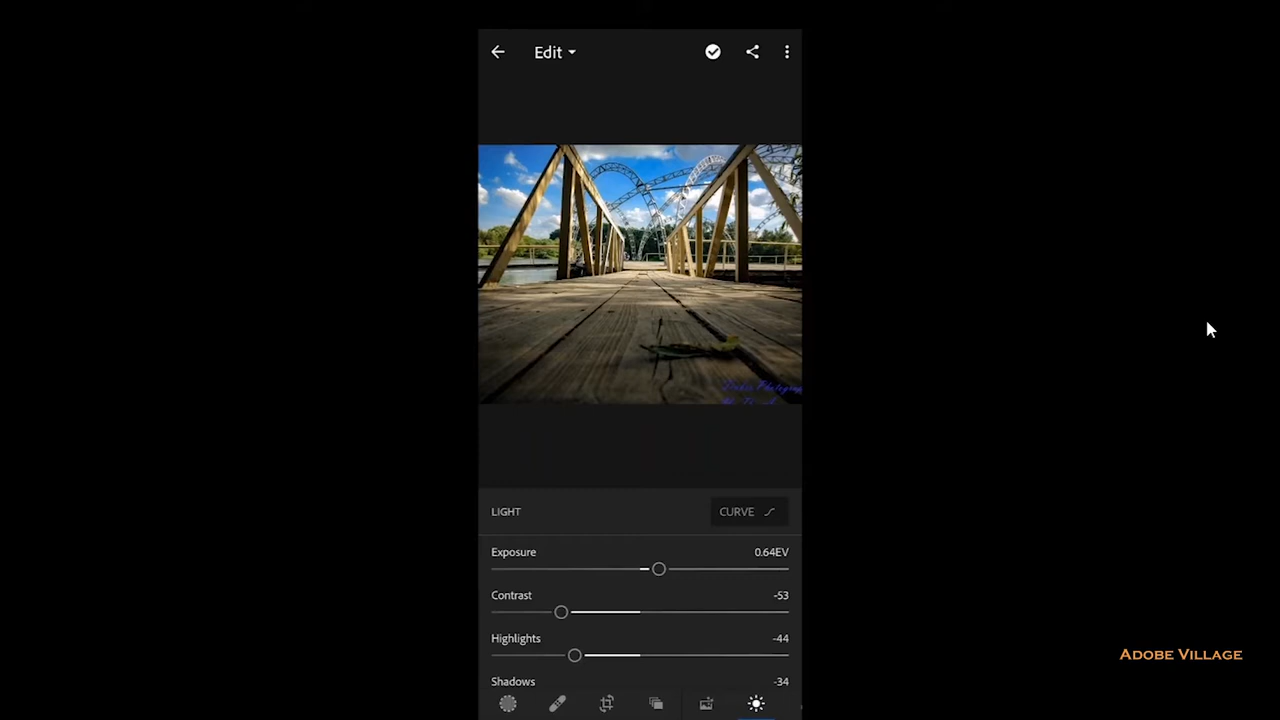 Edit
LIGHT
CURVE
Exposure
0.64EV
Contrast
-53
Highlights
-44
ADOBE VILLAGE
Shadows
-34